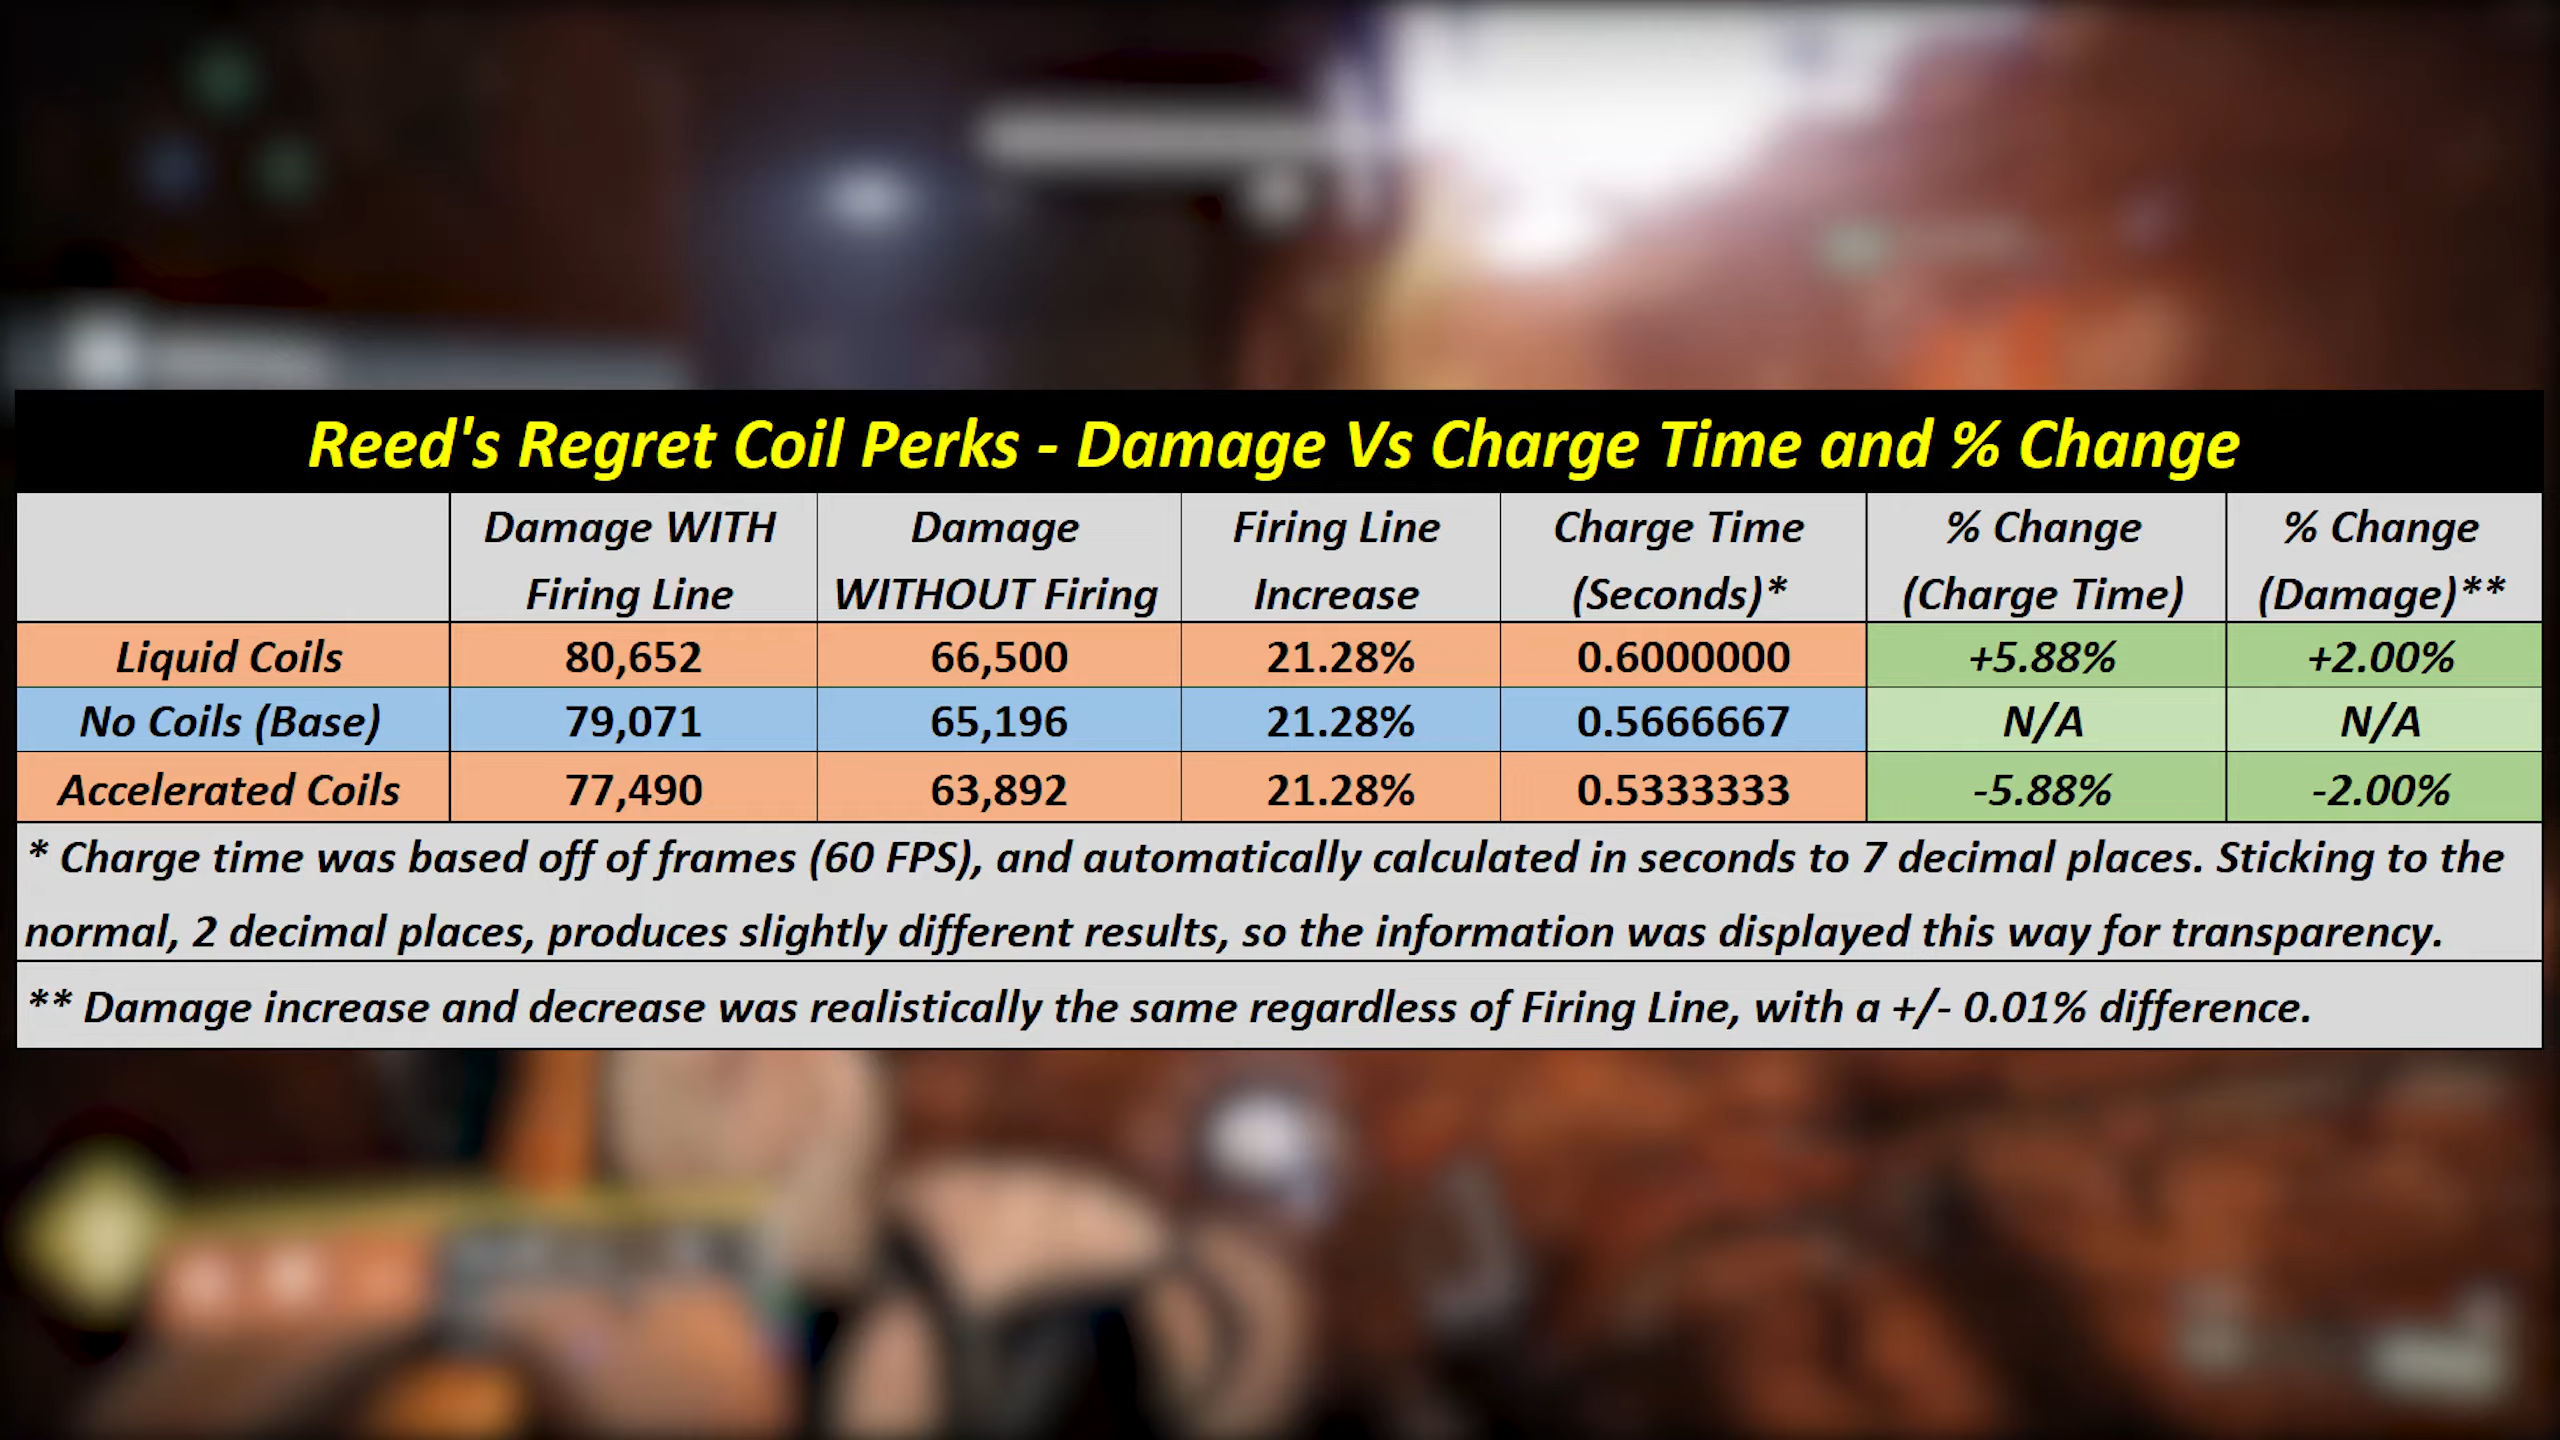 Reed's Regret Coil Perks - Damage Vs Charge Time and % Change
Damage WITH Firing Line
Damage WITHOUT Firing
Firing Line Increase
Charge Time (Seconds)*
% Change (Charge Time)
% Change (Damage)**
Liquid Coils 80,652 66,500 21.28% 0.6000000 +5.88% +2.00%
No Coils (Base) 79,071 65,196 21.28% 0.5666667 N/A N/A
Accelerated Coils 77,490 63,892 21.28% 0.5333333 -5.88% -2.00%
* Charge time was based off of frames (60 FPS), and automatically calculated in seconds to 7 decimal places. Sticking to the
normal, 2 decimal places, produces slightly different results, so the information was displayed this way for transparency.
** Damage increase and decrease was realistically the same regardless of Firing Line, with a +/- 0.01% difference.